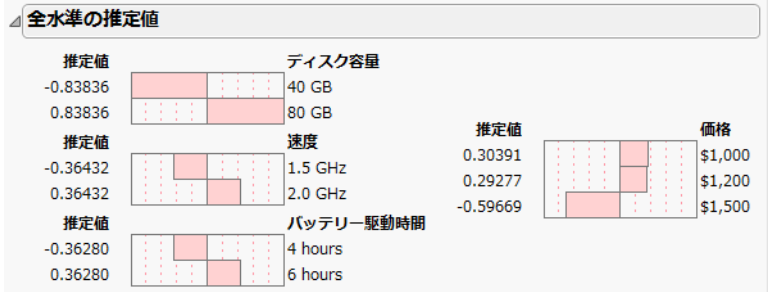 全水準の推定値
推定値 ディスク容量
-0.83836 40 GB
0.83836 80 GB
推定値 速度
-0.36432 1.5 GHz
0.36432 2.0 GHz
推定値 バッテリー駆動時間
-0.36280 4 hours
0.36280 6 hours
推定値 価格
0.30391 $1,000
0.29277 $1,200
-0.59669 $1,500